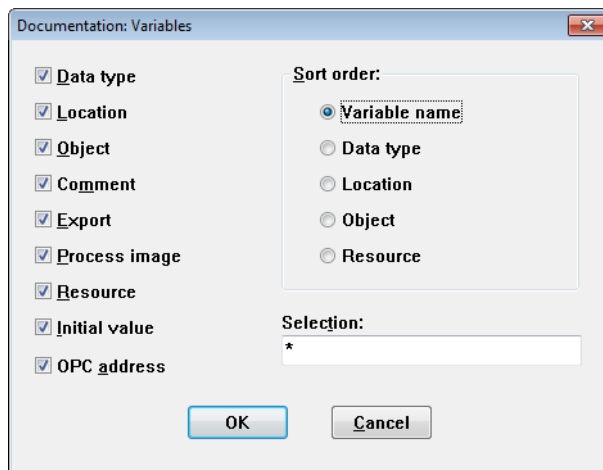 Documentation: Variables
Data type
Location
Object
Comment
Export
Process image
Resource
Initial value
OPC address
Sort order:
Variable name
Data type
Location
Object
Resource
Selection:
*
OK
Cancel